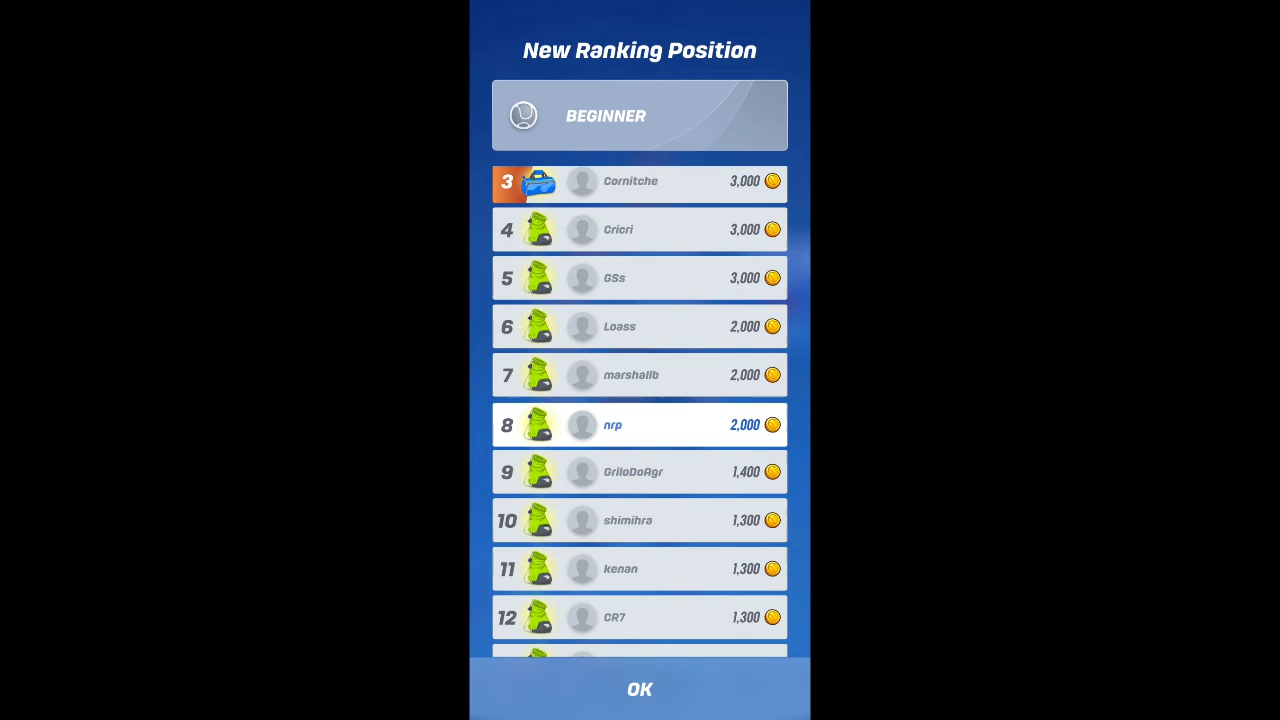 New Ranking Position
BEGINNER
3 Cornitche 3,000
4 Cricri 3,000
5 GSs 3,000
6 Loass 2,000
7 marshallb 2,000
8 nrp 2,000
9 GriloDoAgr 1,400
10 shimihra 1,300
11 kenan 1,300
12 CR7 1,300
OK